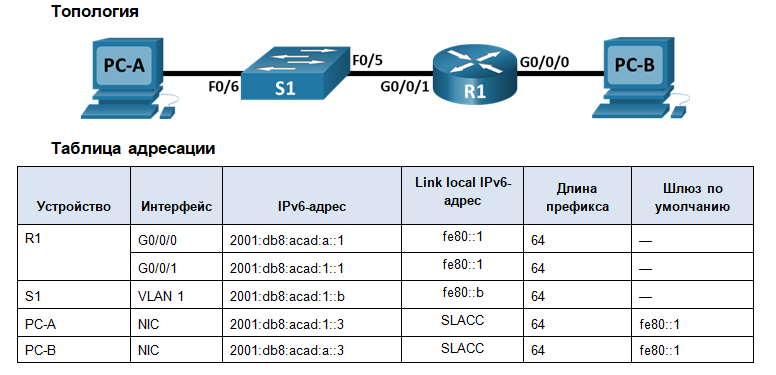 Топология
PC-A
F0/6
S1
F0/5
G0/0/1
R1
G0/0/0
PC-B
Таблица адресации
Устройство Интерфейс IPv6-адрес Link local IPv6-адрес Длина префикса Шлюз по умолчанию
R1 G0/0/0 2001:db8:acad:a::1 fe80::1 64 —
G0/0/1 2001:db8:acad:1::1 fe80::1 64 —
S1 VLAN 1 2001:db8:acad:1::b fe80::b 64 —
PC-A NIC 2001:db8:acad:1::3 SLACC 64 fe80::1
PC-B NIC 2001:db8:acad:a::3 SLACC 64 fe80::1